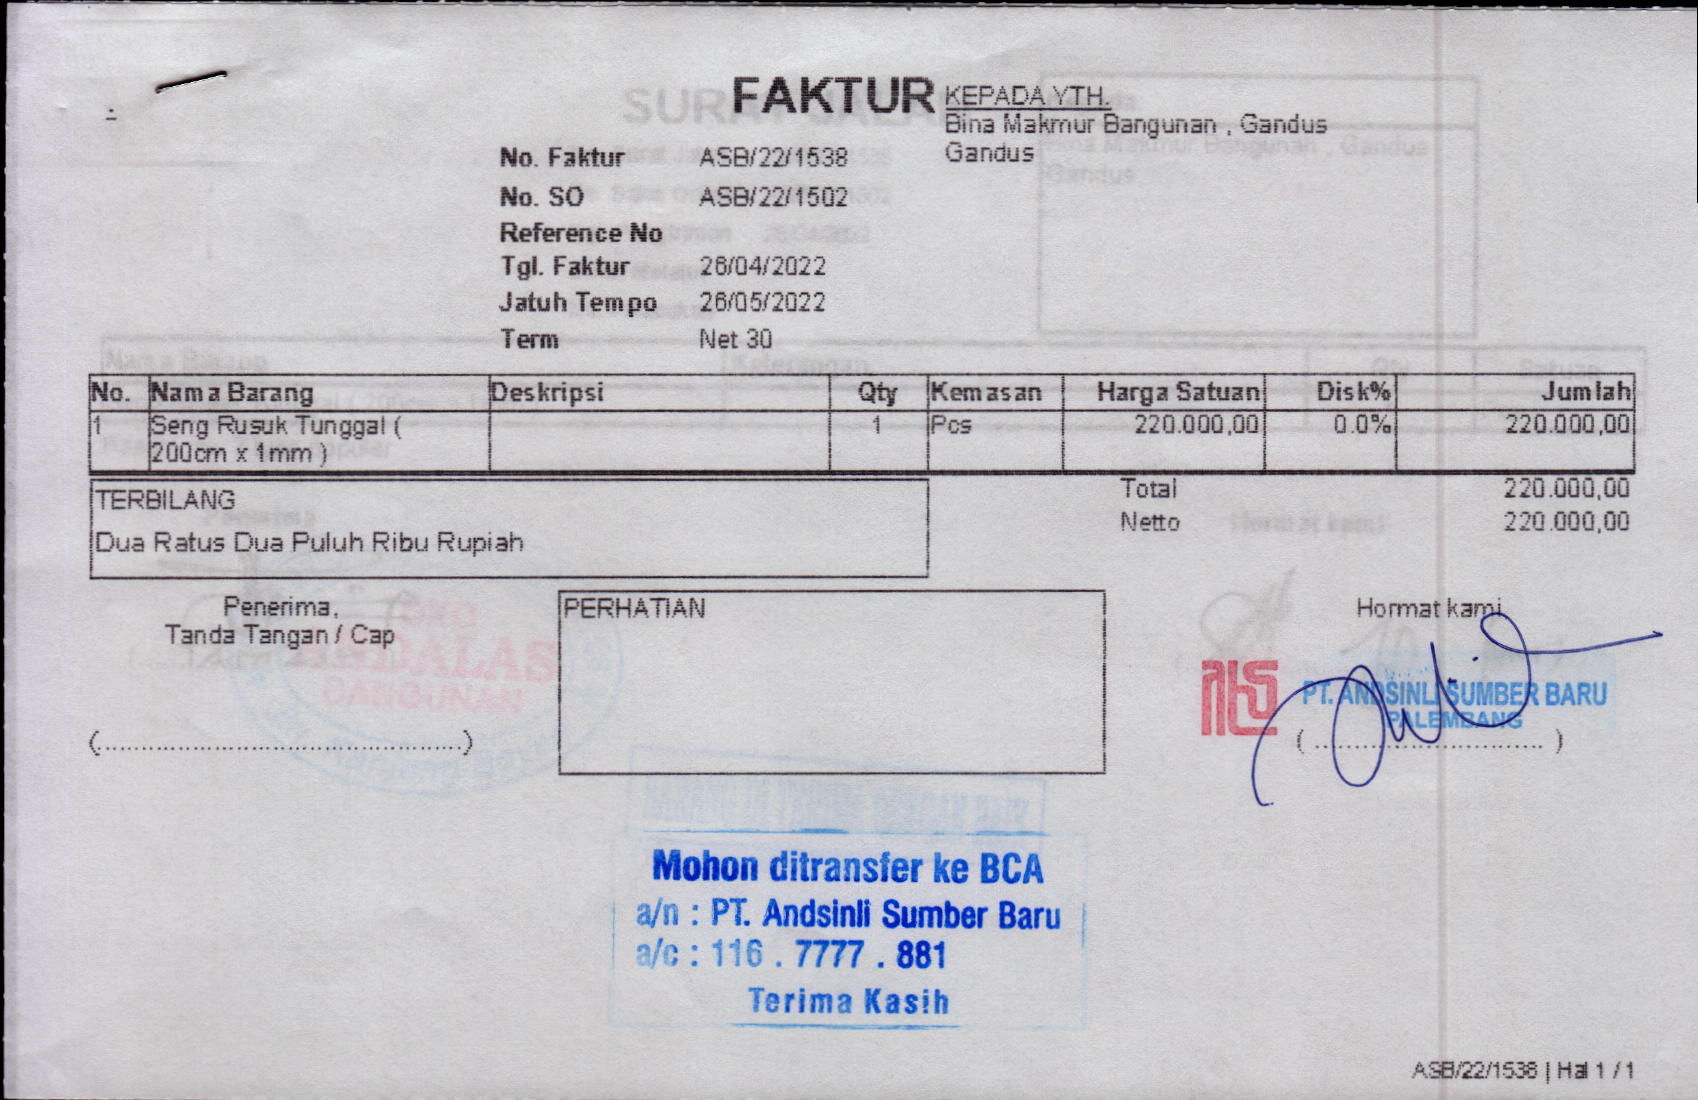 FAKTUR
KEPADA YTH.
Bina Makmur Bangunan , Gandus
Gandus
No. Faktur ASB/22/1538
No. SO ASB/22/1502
Reference No
Tgl. Faktur 26/04/2022
Jatuh Tempo 26/05/2022
Term Net 30
No. Nama Barang Deskripsi Qty Kemasan Harga Satuan Disk% Jumlah
1 Seng Rusuk Tunggal ( 1 Pcs 220.000,00 0.0% 220.000,00
200cm x 1mm )
TERBILANG
Dua Ratus Dua Puluh Ribu Rupiah
Total 220.000,00
Netto 220.000,00
Penerima,
Tanda Tangan / Cap
(................................................)
PERHATIAN
Hormat kami
PT. ANDSINLI SUMBER BARU
PALEMBANG
( .............................. )
Mohon ditransfer ke BCA
a/n : PT. Andsinli Sumber Baru
a/c : 116 . 7777 . 881
Terima Kasih
ASB/22/1538 | Hal 1 / 1